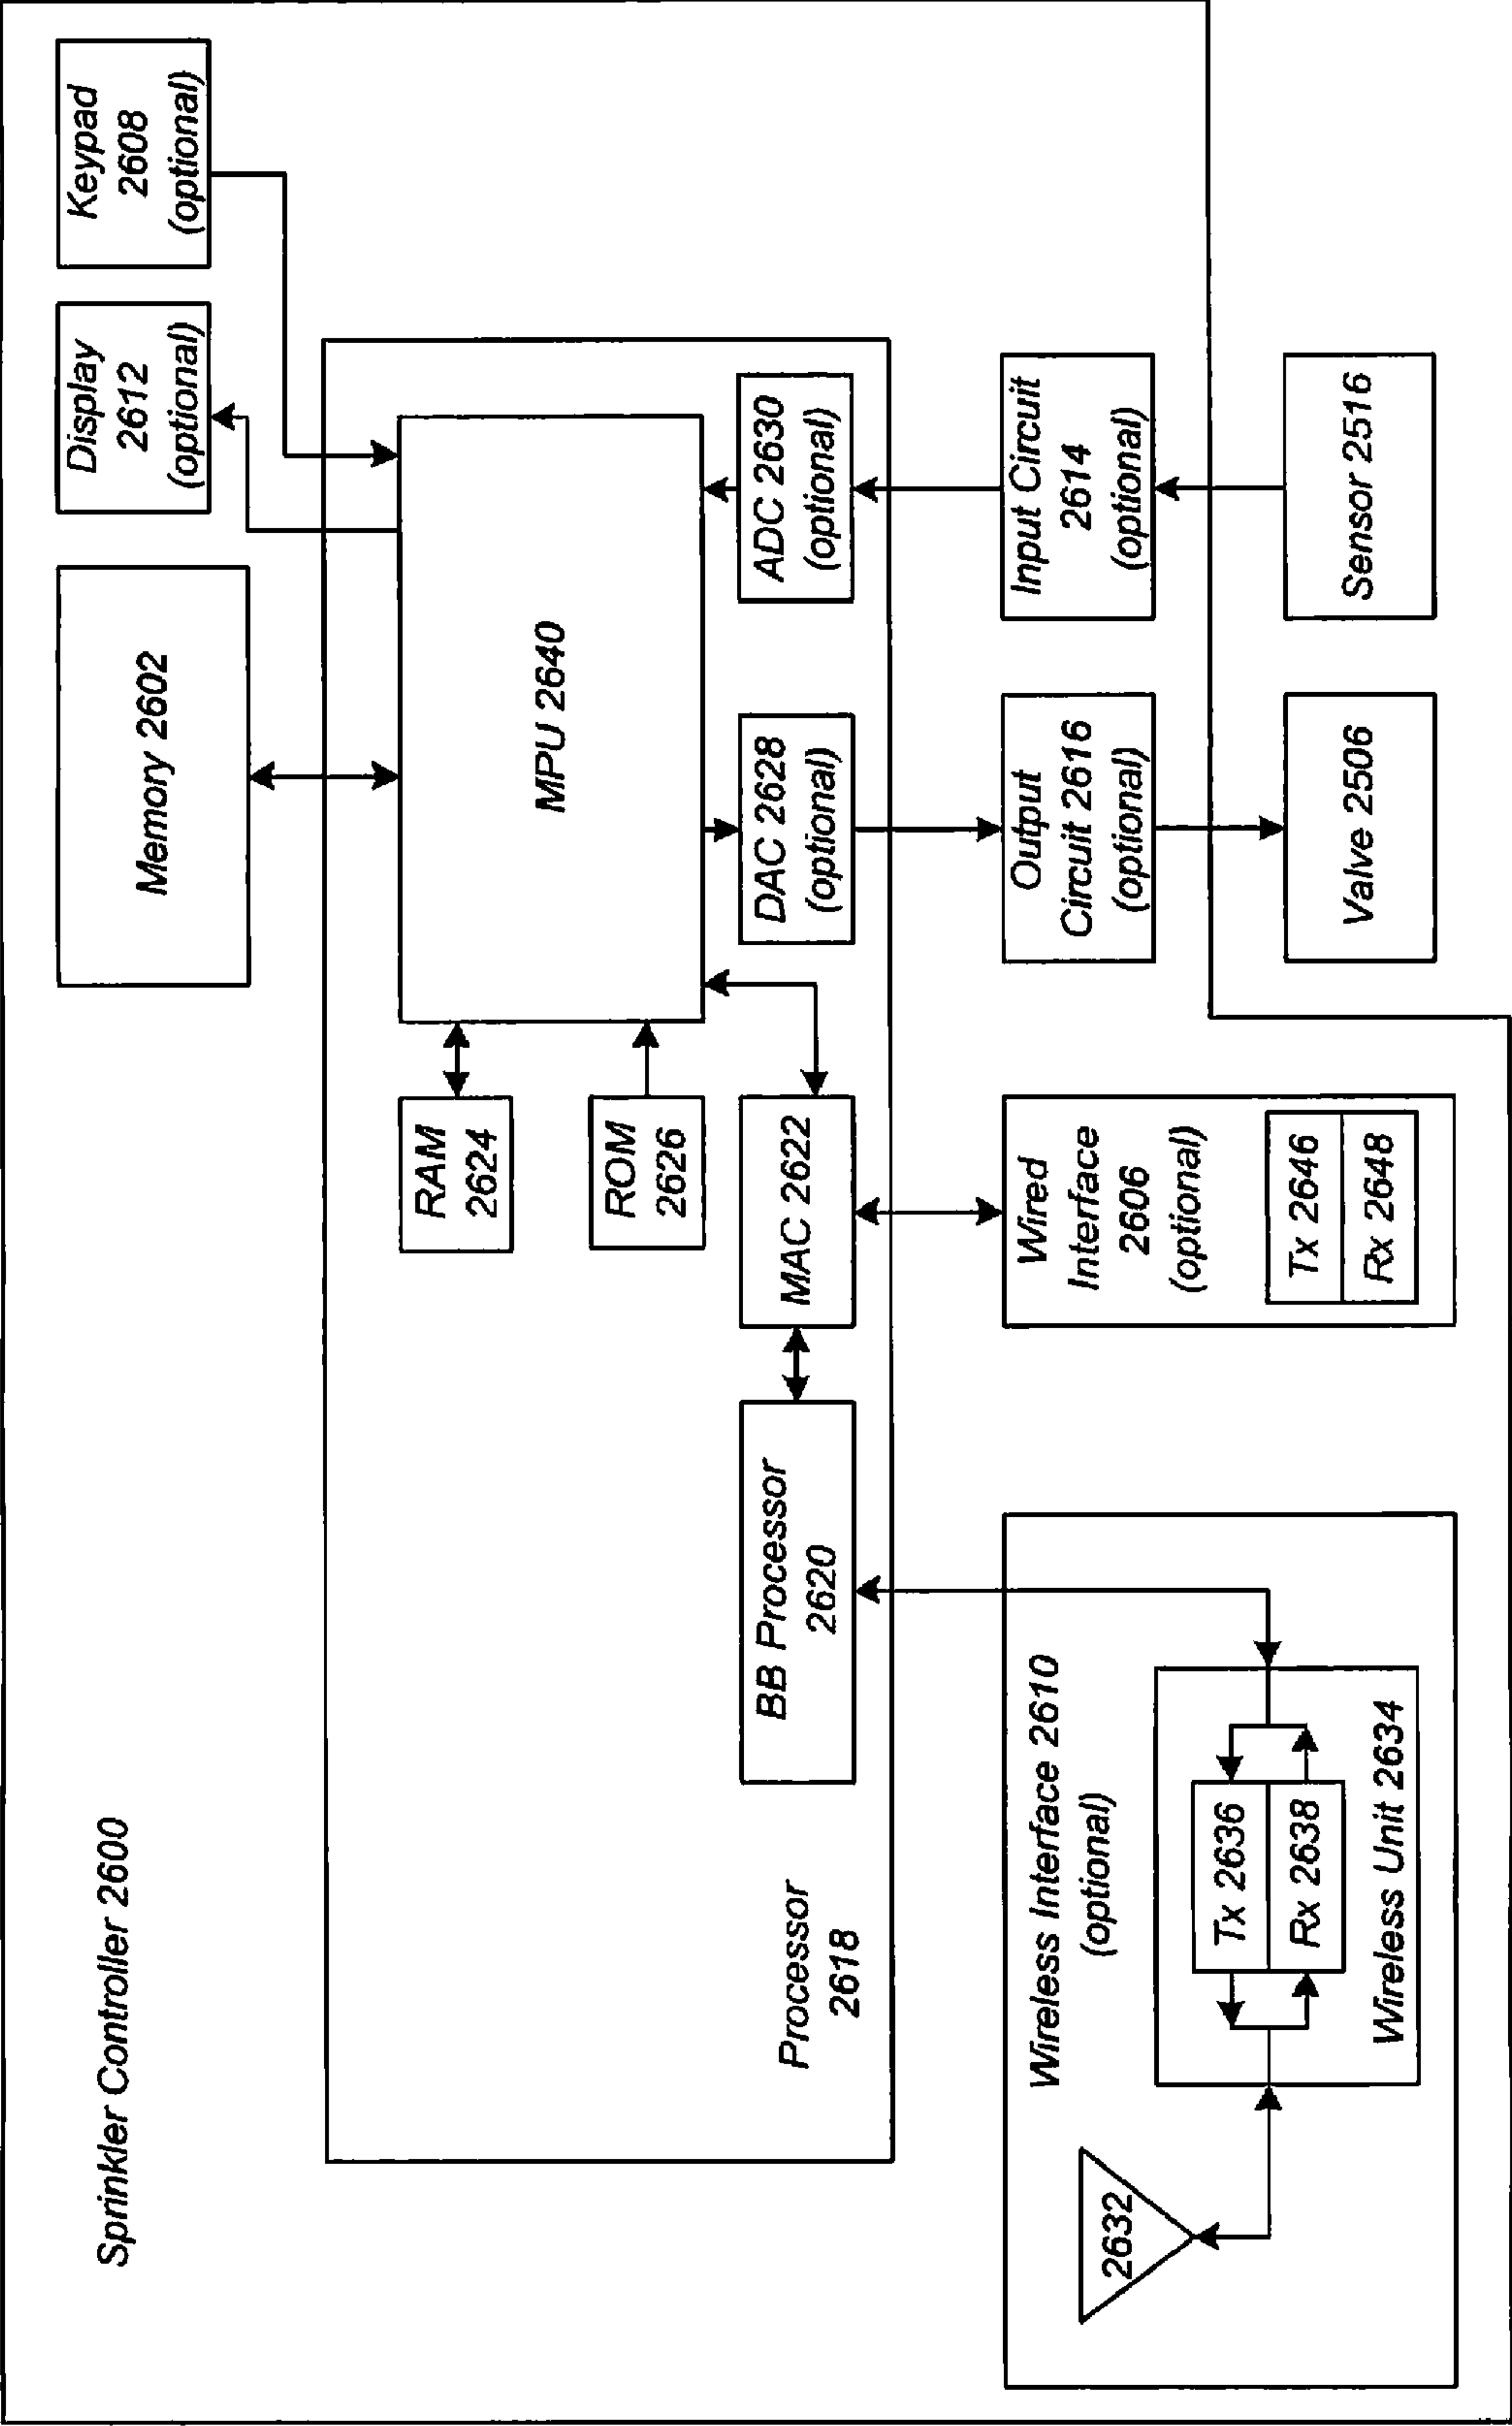 Sprinkler Controller 2600
Memory 2602
Display
2612
(optional)
Keypad
2608
(optional)
RAM
2624
MPU 2640
ROM
2626
Processor
2618
BB Processor
2620
MAC 2622
DAC 2628
(optional)
ADC 2630
(optional)
Wireless Interface 2610
(optional)
2632
Tx 2636
Rx 2638
Wireless Unit 2634
Wired
Interface
2606
(optional)
Tx 2646
Rx 2648
Output
Circuit 2616
(optional)
Input Circuit
2614
(optional)
Valve 2506
Sensor 2516